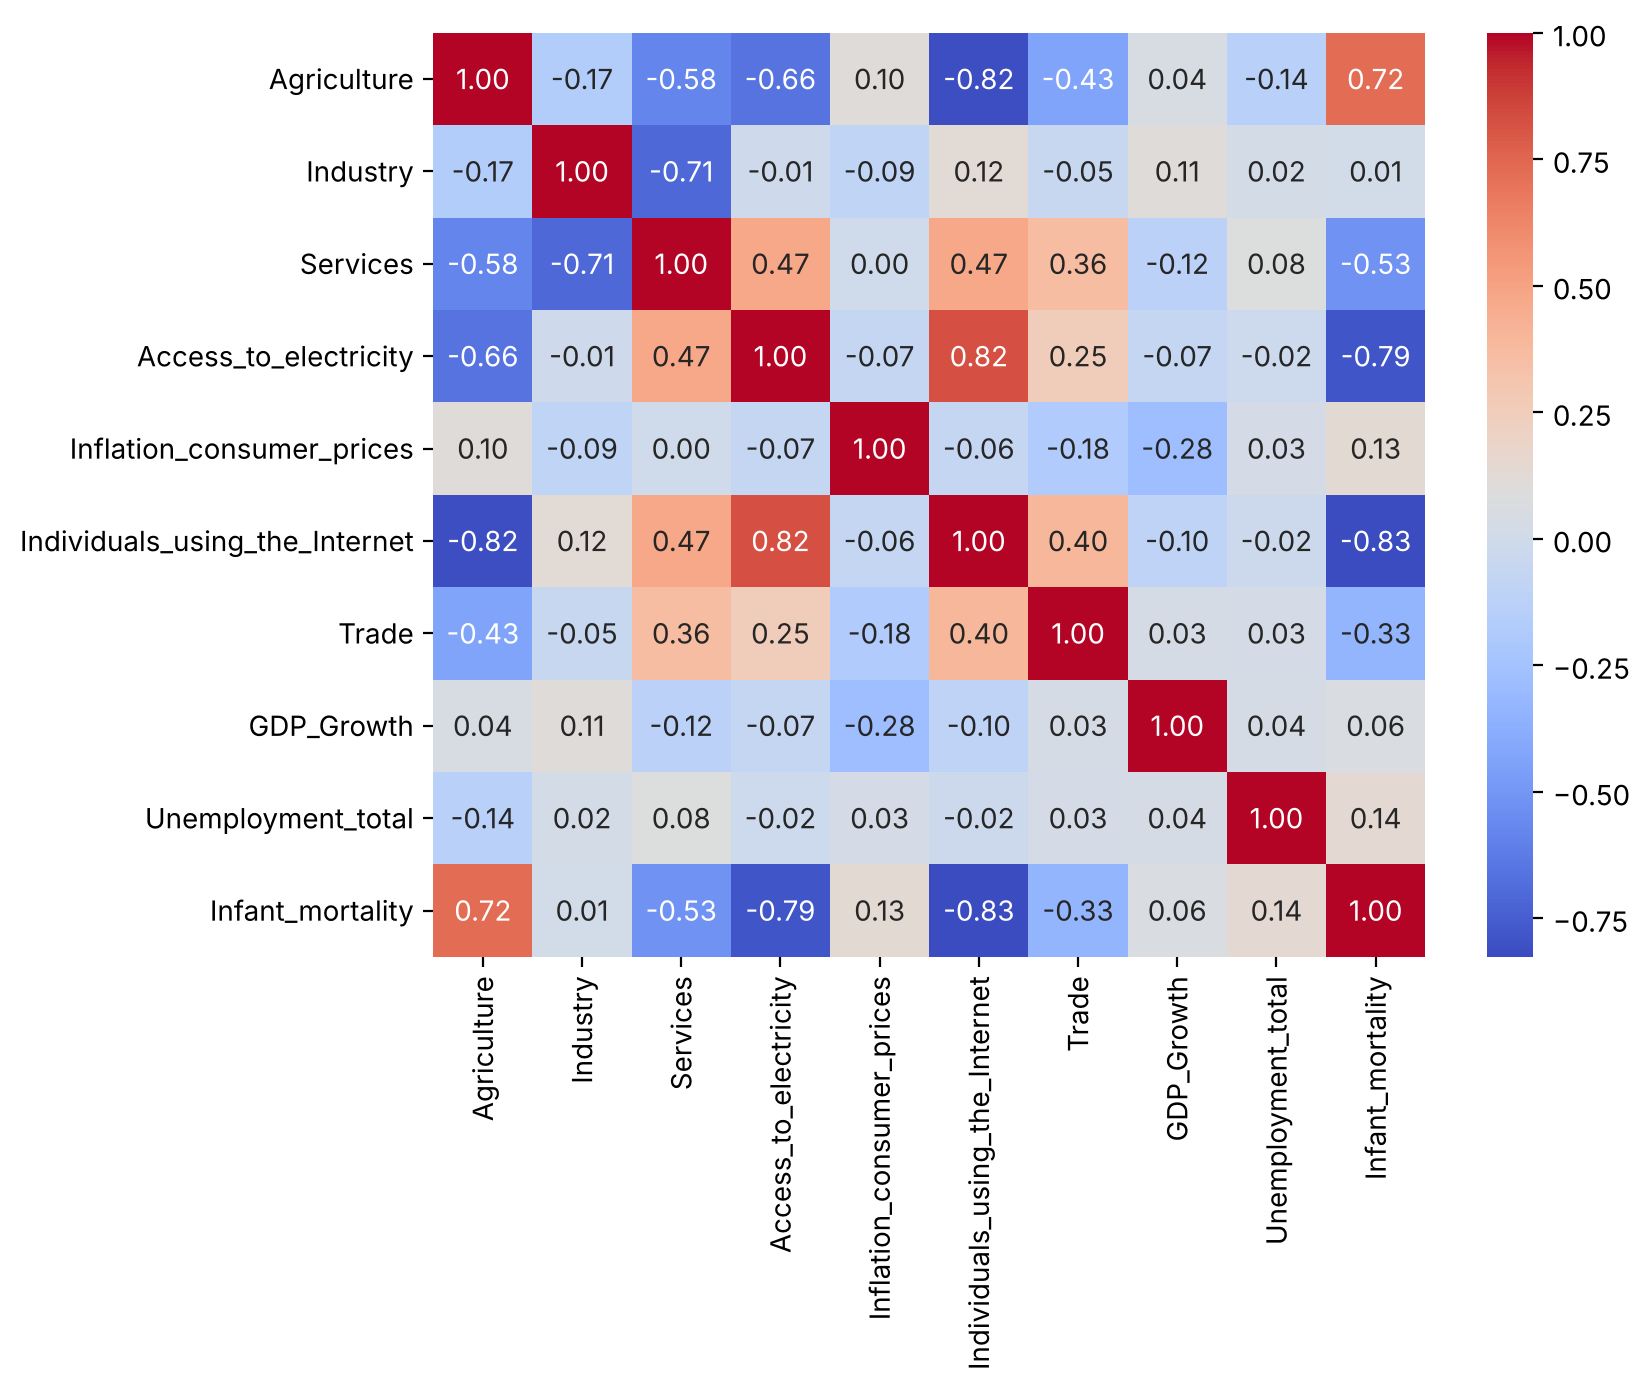 Agriculture 1.00 -0.17 -0.58 -0.66 0.10 -0.82 -0.43 0.04 -0.14 0.72
Industry -0.17 1.00 -0.71 -0.01 -0.09 0.12 -0.05 0.11 0.02 0.01
Services -0.58 -0.71 1.00 0.47 0.00 0.47 0.36 -0.12 0.08 -0.53
Access_to_electricity -0.66 -0.01 0.47 1.00 -0.07 0.82 0.25 -0.07 -0.02 -0.79
Inflation_consumer_prices 0.10 -0.09 0.00 -0.07 1.00 -0.06 -0.18 -0.28 0.03 0.13
Individuals_using_the_Internet -0.82 0.12 0.47 0.82 -0.06 1.00 0.40 -0.10 -0.02 -0.83
Trade -0.43 -0.05 0.36 0.25 -0.18 0.40 1.00 0.03 0.03 -0.33
GDP_Growth 0.04 0.11 -0.12 -0.07 -0.28 -0.10 0.03 1.00 0.04 0.06
Unemployment_total -0.14 0.02 0.08 -0.02 0.03 -0.02 0.03 0.04 1.00 0.14
Infant_mortality 0.72 0.01 -0.53 -0.79 0.13 -0.83 -0.33 0.06 0.14 1.00
Agriculture
Industry
Services
Access_to_electricity
Inflation_consumer_prices
Individuals_using_the_Internet
Trade
GDP_Growth
Unemployment_total
Infant_mortality
1.00
0.75
0.50
0.25
0.00
−0.25
−0.50
−0.75